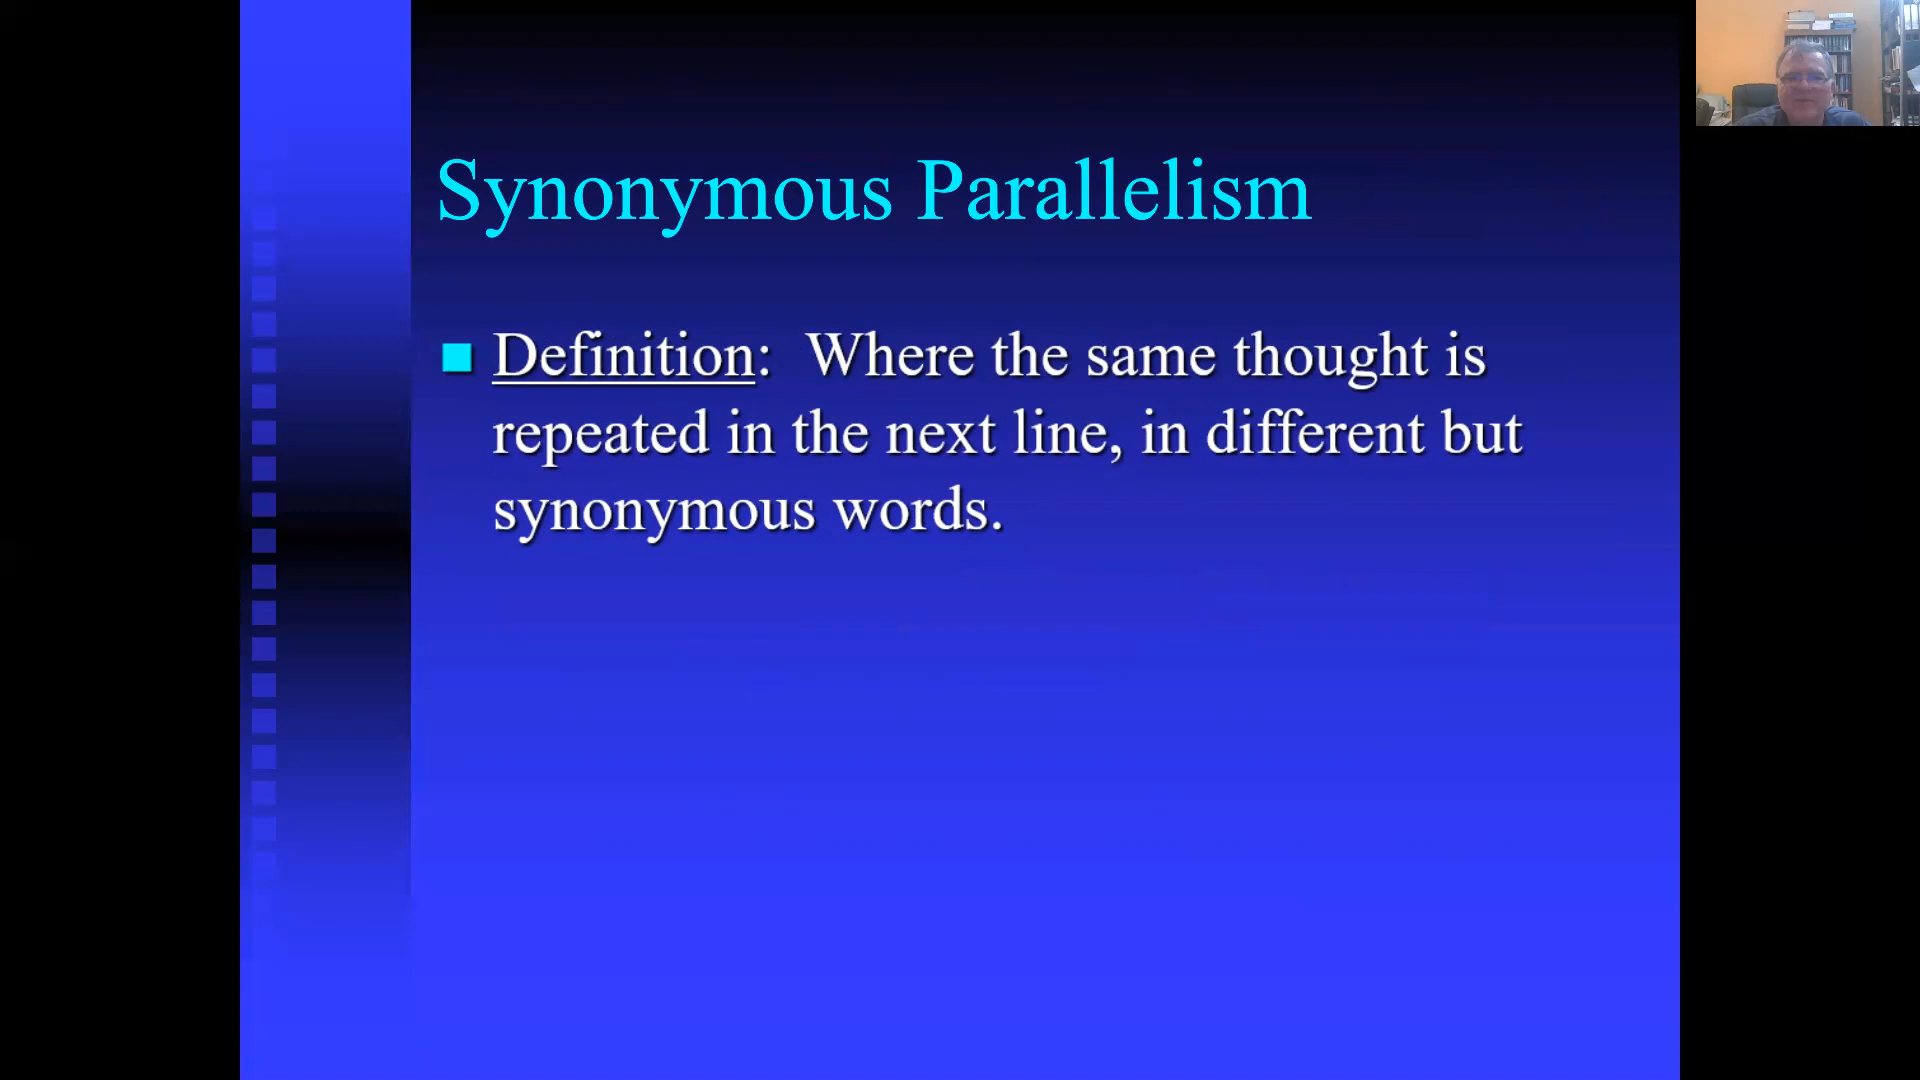 Synonymous Parallelism
Definition: Where the same thought is
repeated in the next line, in different but
synonymous words.